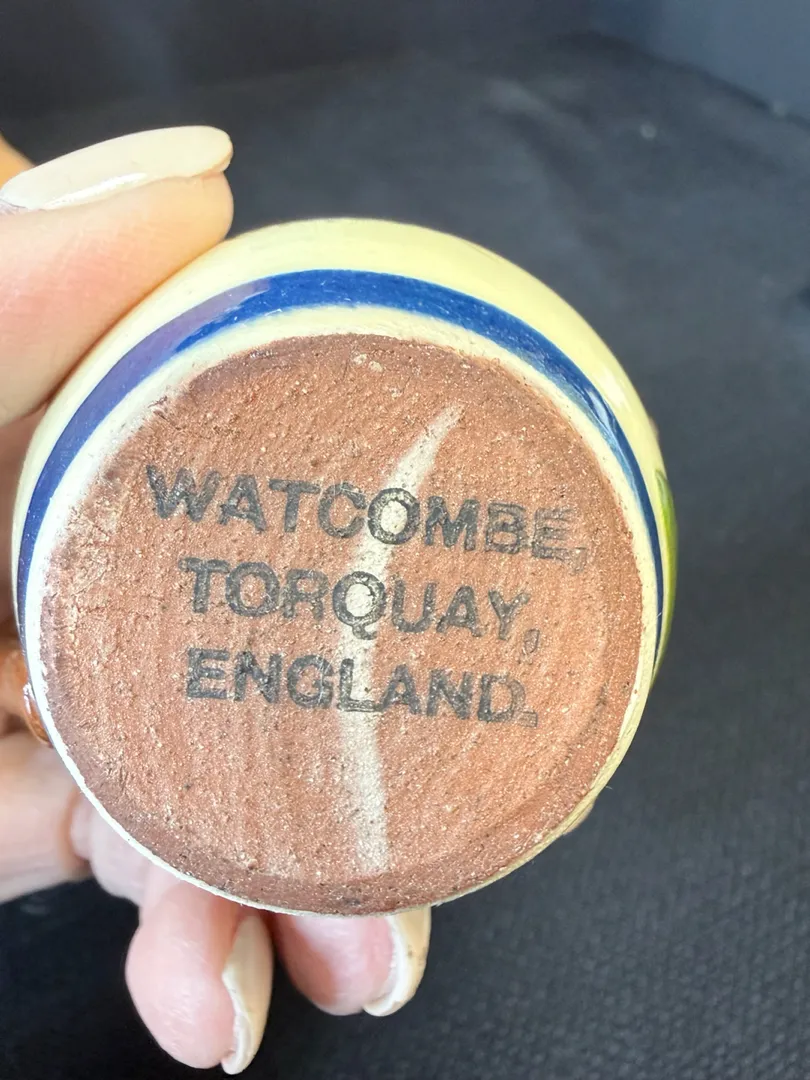 WATCOMBE,
TORQUAY,
ENGLAND.